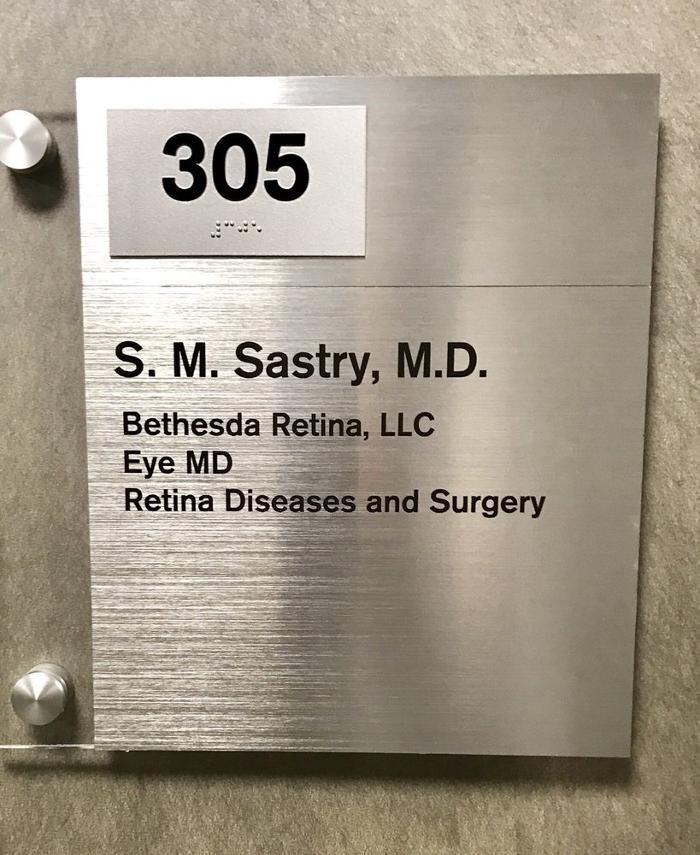 305
S. M. Sastry, M.D.
Bethesda Retina, LLC
Eye MD
Retina Diseases and Surgery